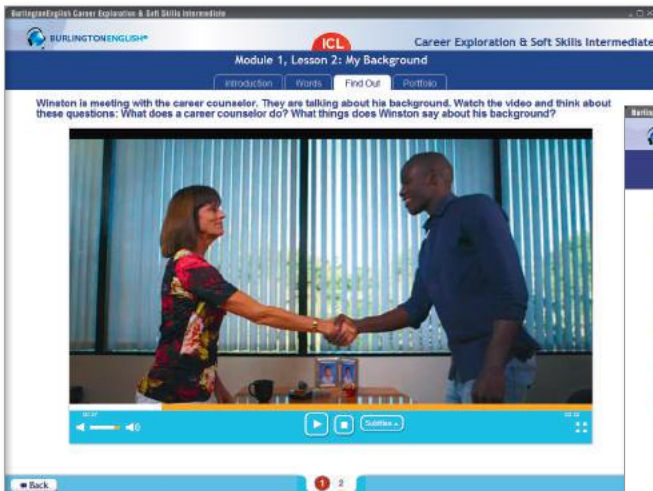 BurlingtonEnglish Career Exploration & Soft Skills Intermediate
BURLINGTONENGLISH®
ICL
Career Exploration & Soft Skills Intermediate
Module 1, Lesson 2: My Background
Introduction Words Find Out Portfolio
Winston is meeting with the career counselor. They are talking about his background. Watch the video and think about
these questions: What does a career counselor do? What things does Winston say about his background?
Subtitles
Back
1 2